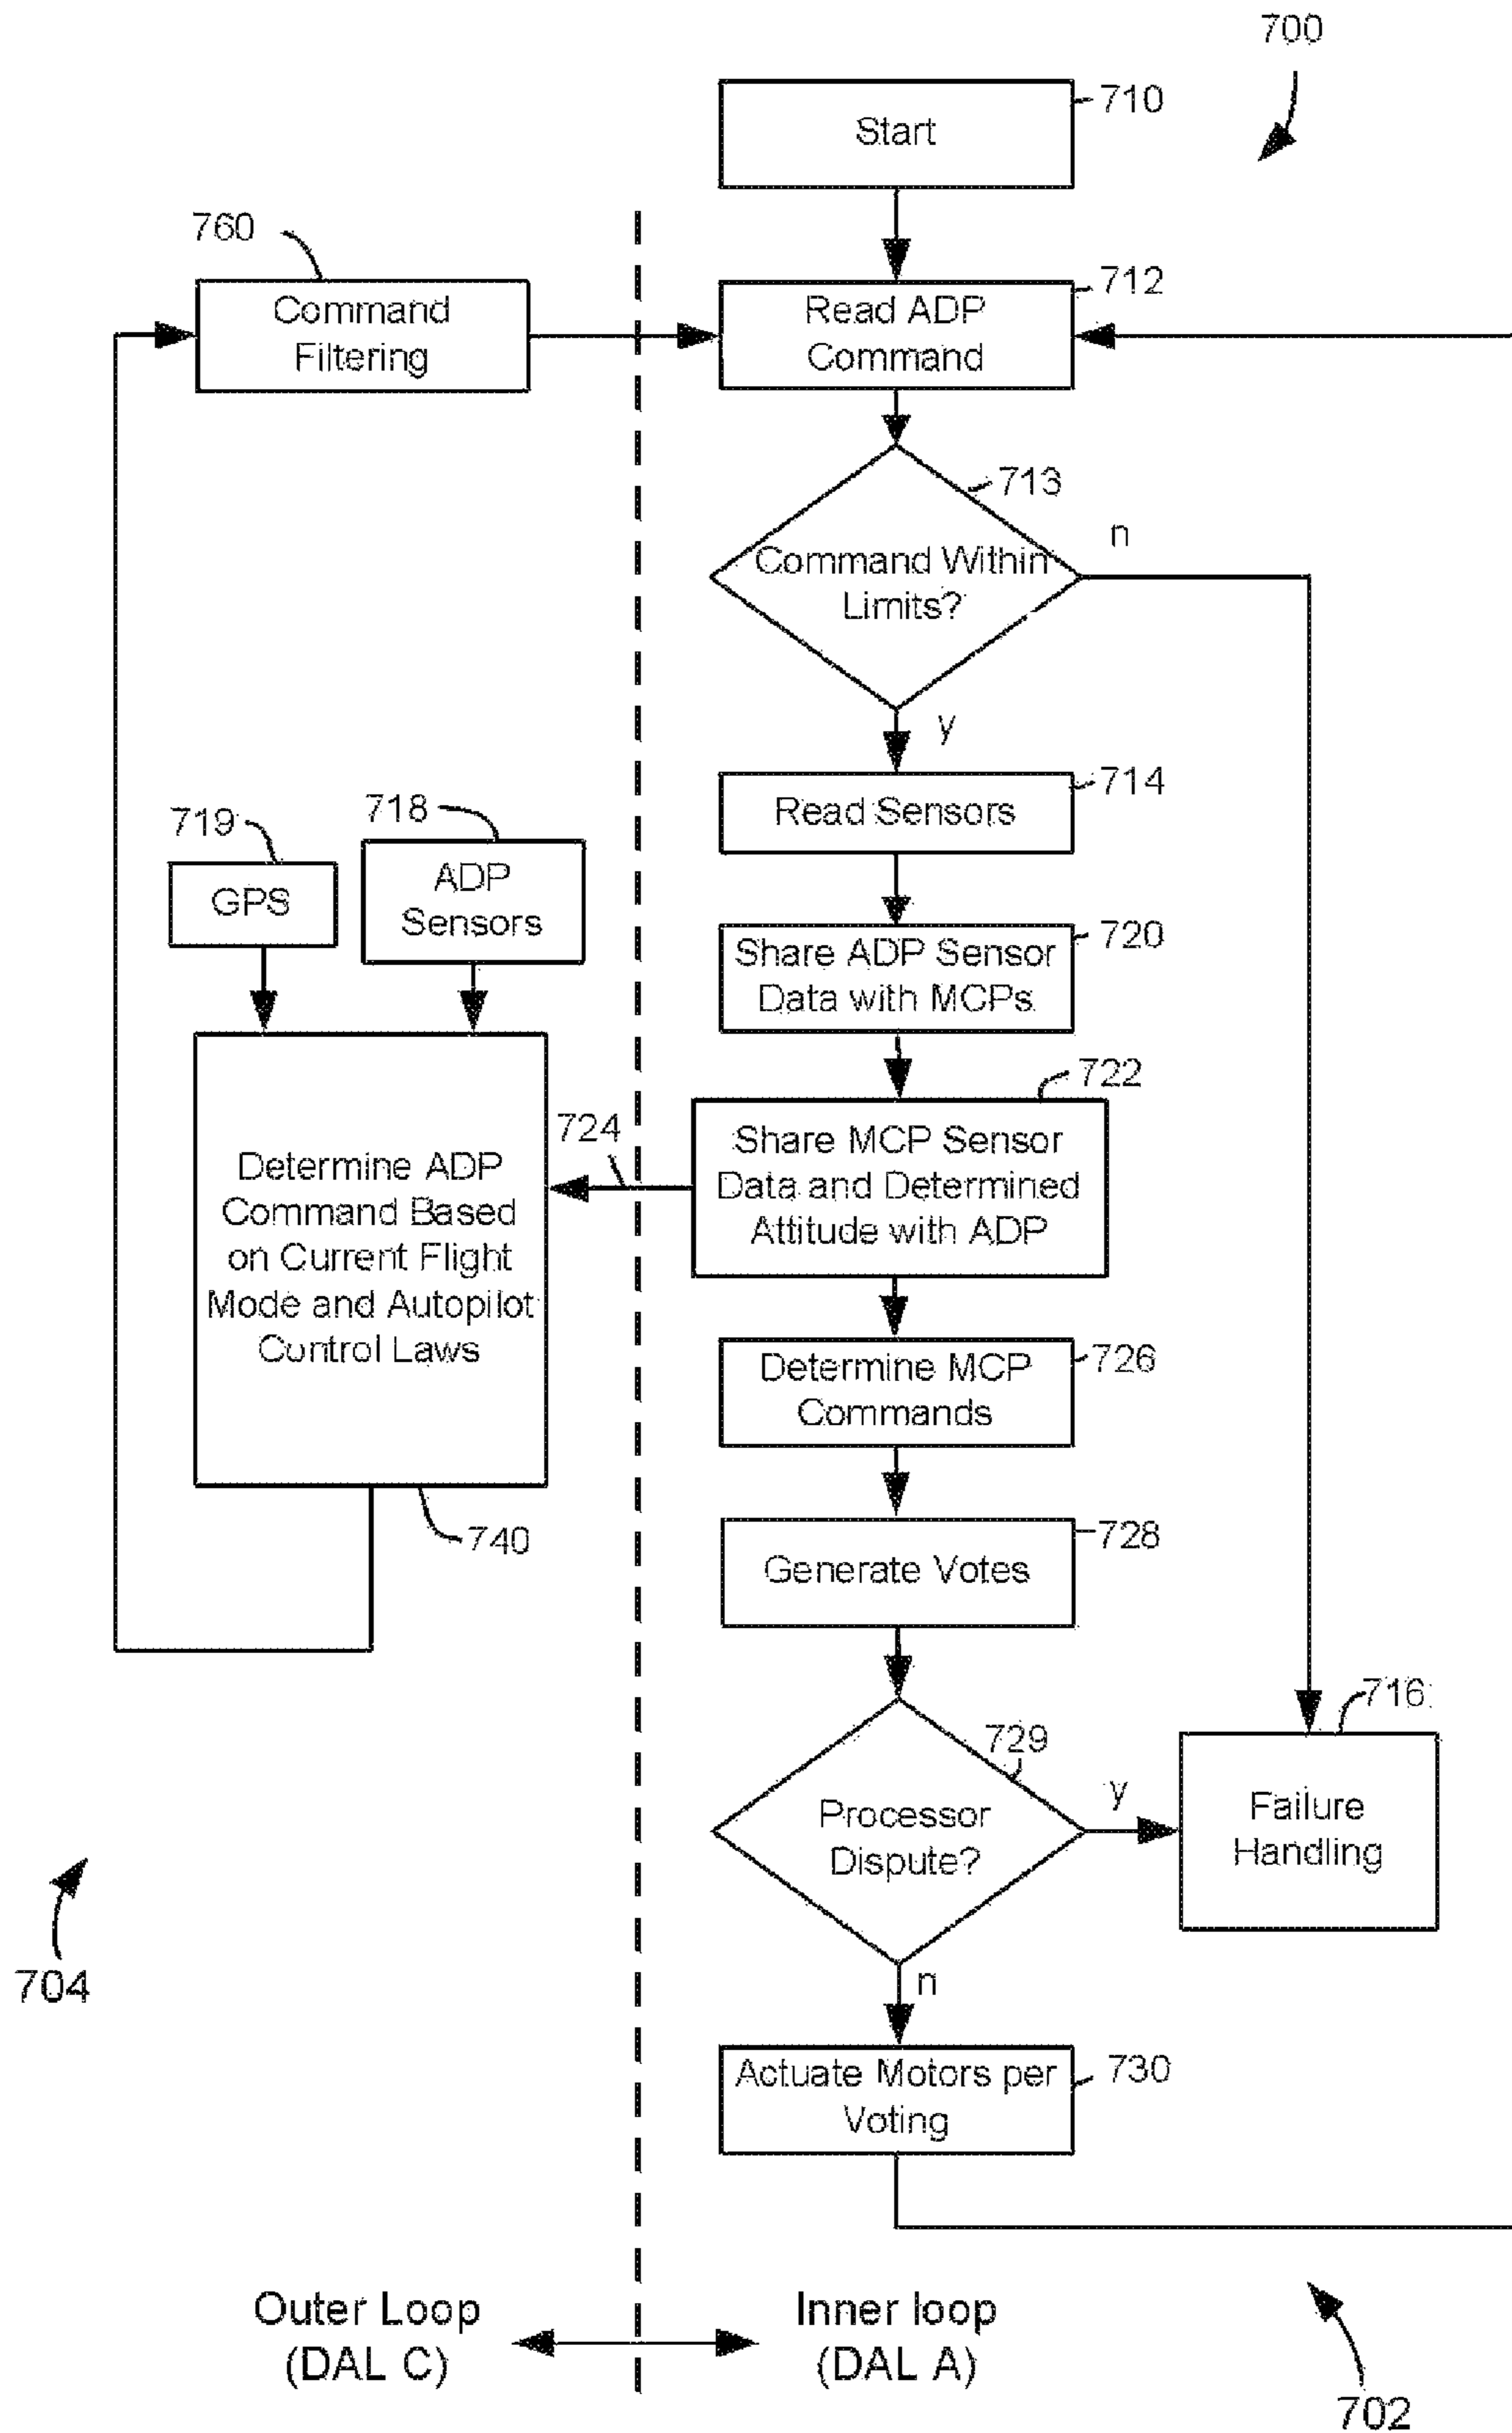 700
710
Start
760
Command
Filtering
712
Read ADP
Command
713
Command Within
Limits?
n
y
714
Read Sensors
719
GPS
718
ADP
Sensors
720
Share ADP Sensor
Data with MCPs
722
Share MCP Sensor
Data and Determined
Attitude with ADP
724
Determine ADP
Command Based
on Current Flight
Mode and Autopilot
Control Laws
740
726
Determine MCP
Commands
728
Generate Votes
729
Processor
Dispute?
y
n
716
Failure
Handling
704
730
Actuate Motors per
Voting
Outer Loop
(DAL C)
Inner loop
(DAL A)
702